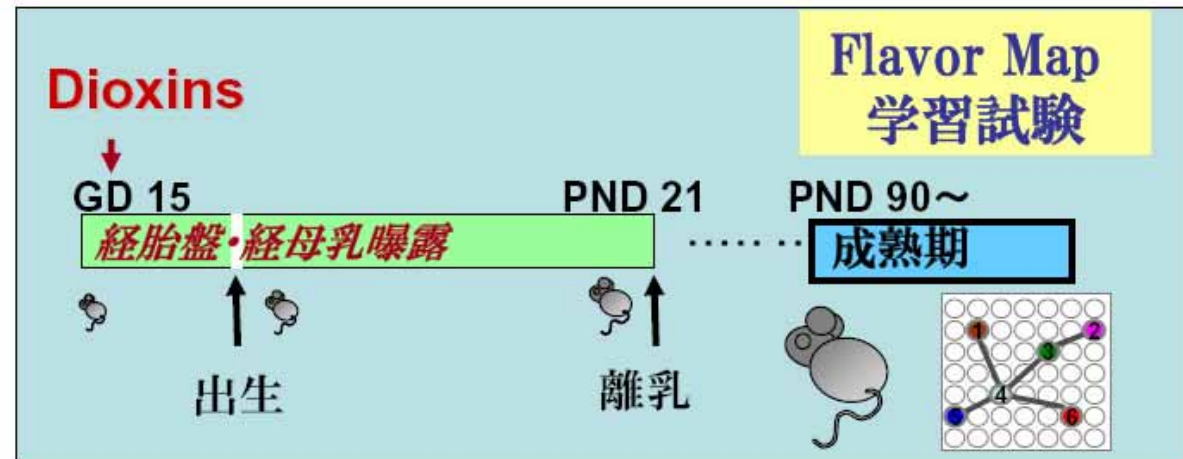 Flavor Map
学習試験
Dioxins
GD 15
PND 21
PND 90～
経胎盤・経母乳曝露
成熟期
出生
離乳
1
2
3
4
5
6